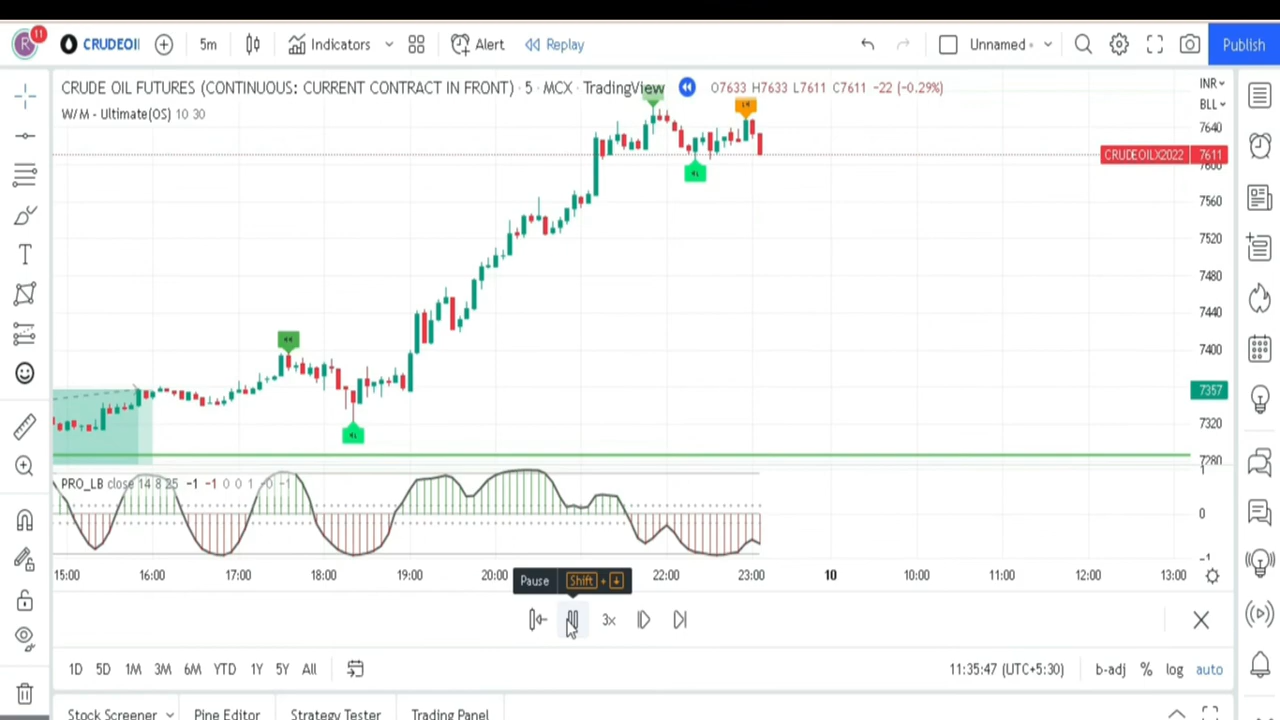 R 11 CRUDEOI 5m Indicators Alert Replay Unnamed Publish
CRUDE OIL FUTURES (CONTINUOUS: CURRENT CONTRACT IN FRONT) · 5 · MCX · TradingView O7633 H7633 L7611 C7611 −22 (−0.29%)
INR
BLL
W/M - Ultimate(OS) 10 30
7640
CRUDEOILX2022 7611
7600
7560
7520
7480
7440
7400
7357
7320
7280
PRO_LB close 14 8 25 −1 −1 0 0 1 −0 −1
1
0
−1
15:00 16:00 17:00 18:00 19:00 20:00 22:00 23:00 10 10:00 11:00 12:00 13:00
Pause Shift + ↓
3x
1D 5D 1M 3M 6M YTD 1Y 5Y All 11:35:47 (UTC+5:30) b-adj % log auto
Stock Screener Pine Editor Strategy Tester Trading Panel